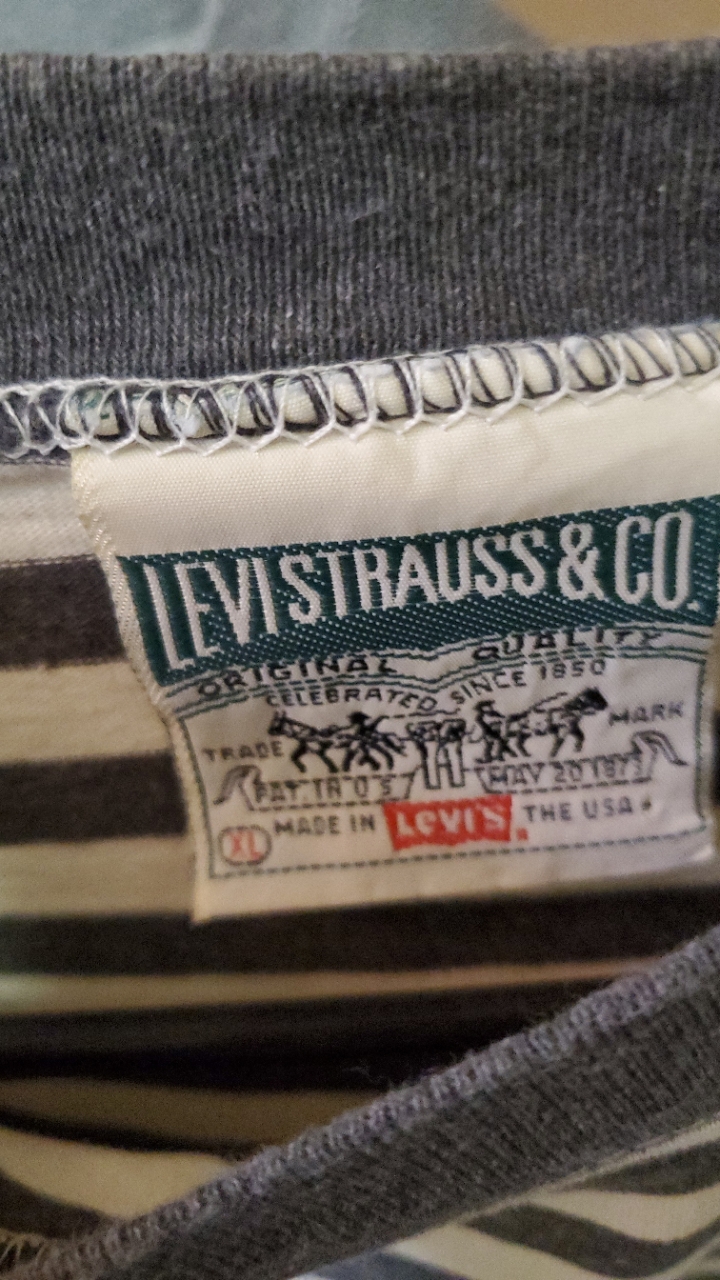 LEVI STRAUSS & CO.
ORIGINAL QUALITY
CELEBRATED SINCE 1850
TRADE MARK
PAT. IN U S MAY 20 1873
XL MADE IN LEVI'S THE USA